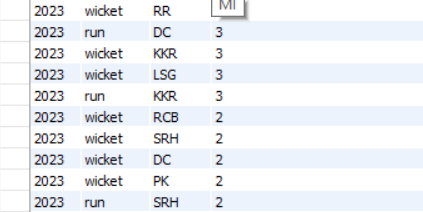 2023 wicket RR MI
2023 run DC 3
2023 wicket KKR 3
2023 wicket LSG 3
2023 run KKR 3
2023 wicket RCB 2
2023 wicket SRH 2
2023 wicket DC 2
2023 wicket PK 2
2023 run SRH 2